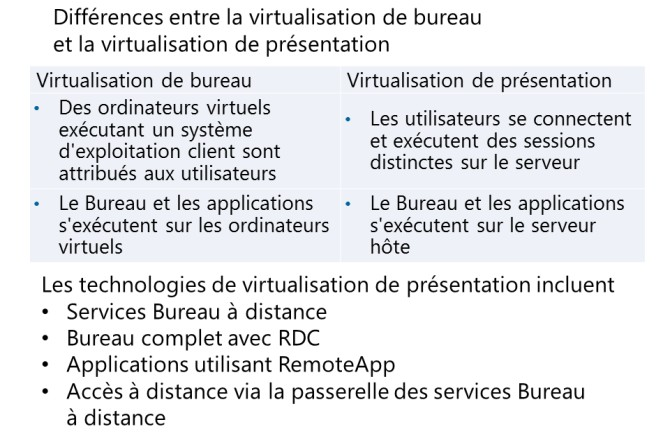 Différences entre la virtualisation de bureau
et la virtualisation de présentation
Virtualisation de bureau
Virtualisation de présentation
• Des ordinateurs virtuels
exécutant un système
d'exploitation client sont
attribués aux utilisateurs
• Les utilisateurs se connectent
et exécutent des sessions
distinctes sur le serveur
• Le Bureau et les applications
s'exécutent sur les ordinateurs
virtuels
• Le Bureau et les applications
s'exécutent sur le serveur
hôte
Les technologies de virtualisation de présentation incluent
• Services Bureau à distance
• Bureau complet avec RDC
• Applications utilisant RemoteApp
• Accès à distance via la passerelle des services Bureau
à distance